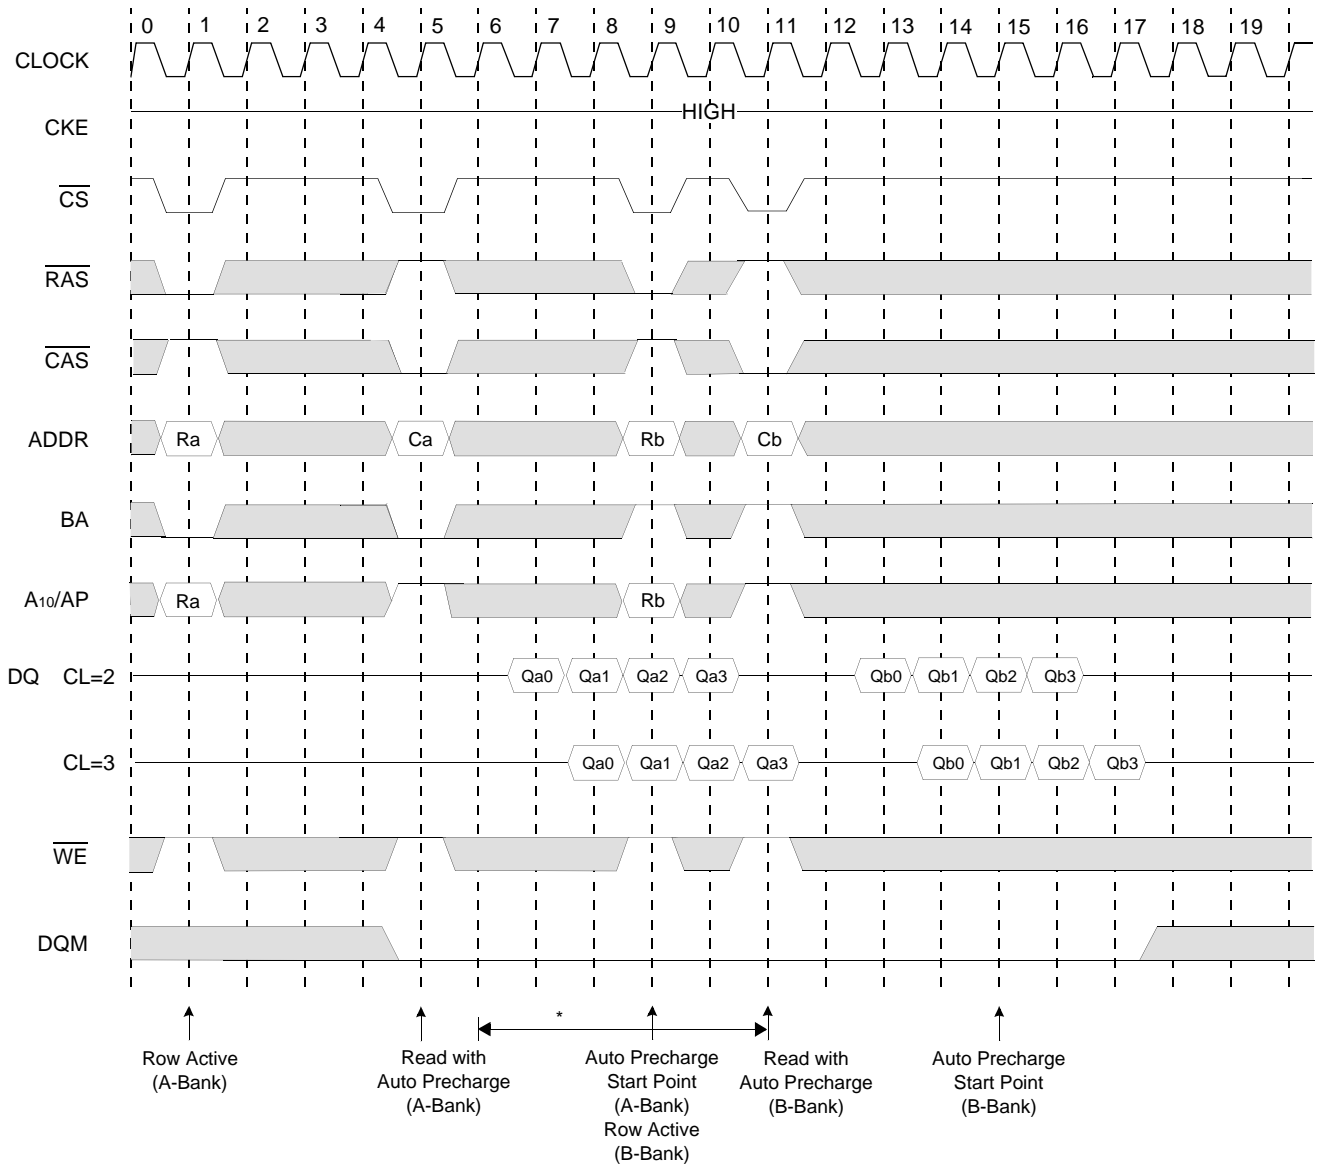 0 1 2 3 4 5 6 7 8 9 10 11 12 13 14 15 16 17 18 19
CLOCK
HIGH
CKE
CS
RAS
CAS
ADDR Ra Ca Rb Cb
BA
A10/AP Ra Rb
DQ CL=2 Qa0 Qa1 Qa2 Qa3 Qb0 Qb1 Qb2 Qb3
CL=3 Qa0 Qa1 Qa2 Qa3 Qb0 Qb1 Qb2 Qb3
WE
DQM
*
Row Active
(A-Bank)
Read with
Auto Precharge
(A-Bank)
Auto Precharge
Start Point
(A-Bank)
Row Active
(B-Bank)
Read with
Auto Precharge
(B-Bank)
Auto Precharge
Start Point
(B-Bank)